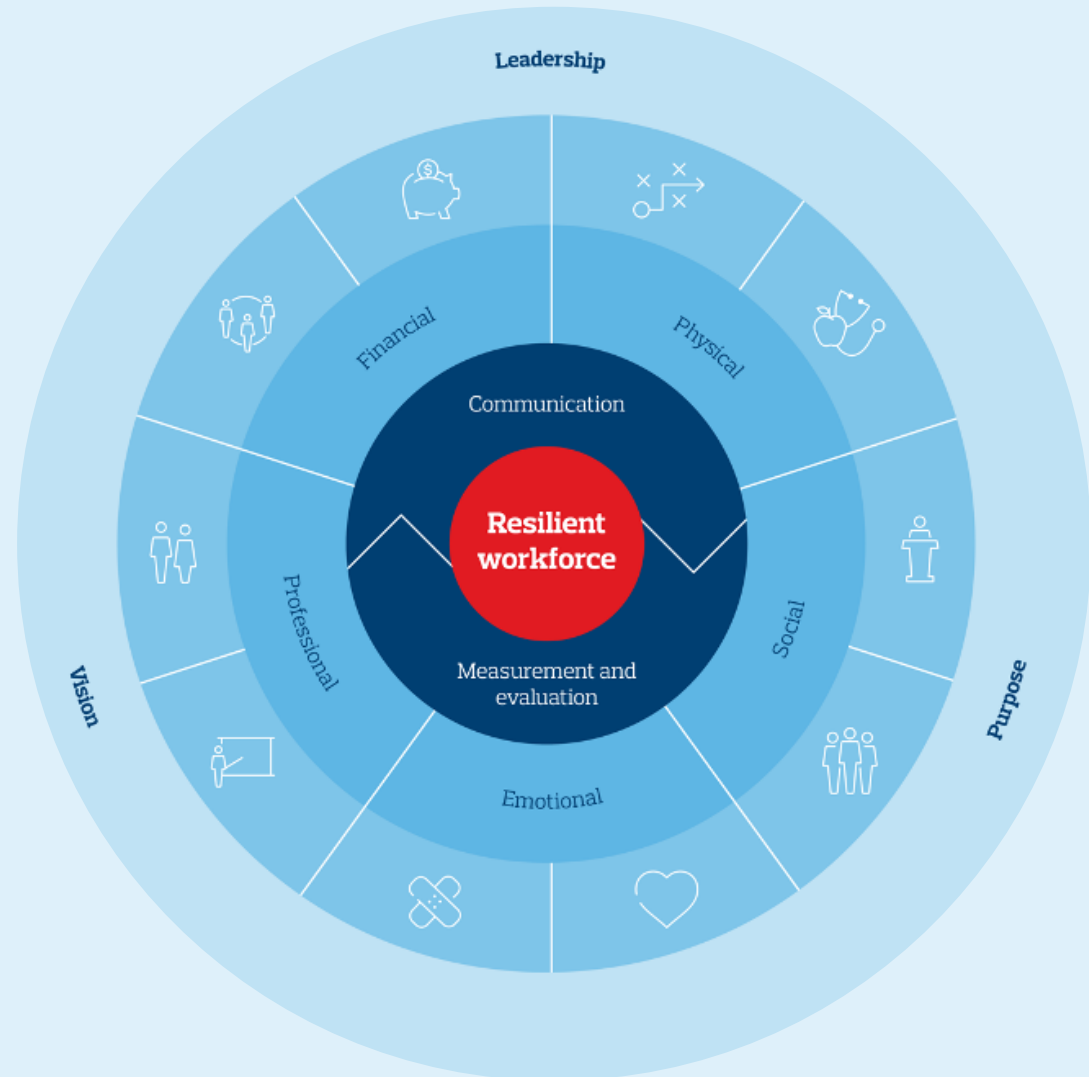 Leadership
Financial
Physical
Communication
Resilient
workforce
Professional
Social
Measurement and
evaluation
Vision
Purpose
Emotional
$